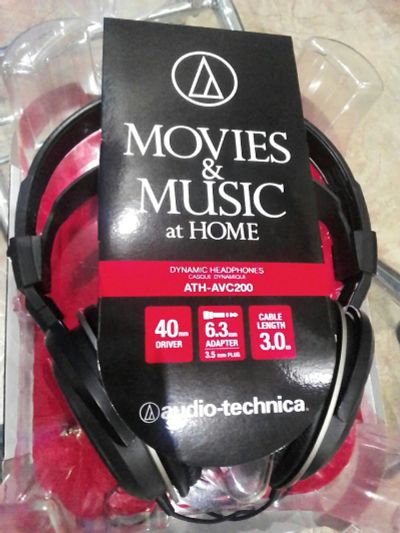 MOVIES
&
MUSIC
at HOME
DYNAMIC HEADPHONES
CASQUE DYNAMIQUE
ATH-AVC200
40mm
DRIVER
6.3mm
ADAPTER
3.5 mm PLUG
CABLE
LENGTH
3.0m
audio-technica